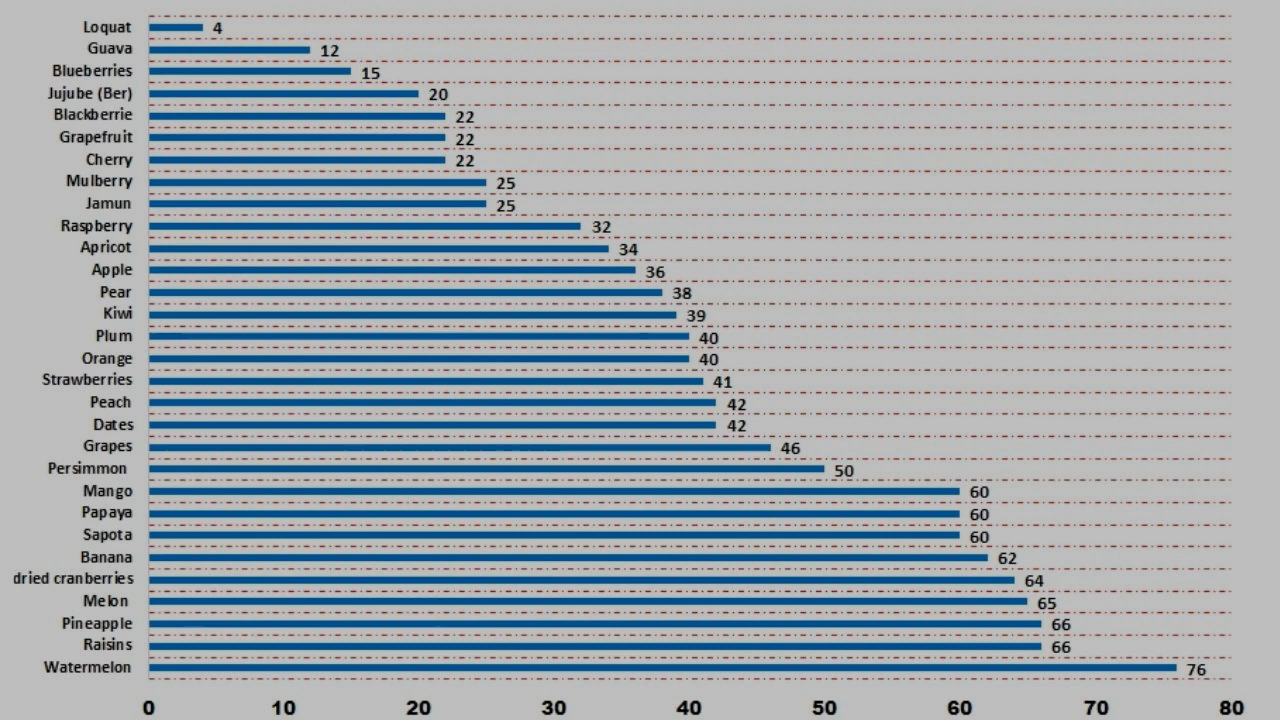 Loquat 4
Guava 12
Blueberries 15
Jujube (Ber) 20
Blackberrie 22
Grapefruit 22
Cherry 22
Mulberry 25
Jamun 25
Raspberry 32
Apricot 34
Apple 36
Pear 38
Kiwi 39
Plum 40
Orange 40
Strawberries 41
Peach 42
Dates 42
Grapes 46
Persimmon 50
Mango 60
Papaya 60
Sapota 60
Banana 62
dried cranberries 64
Melon 65
Pineapple 66
Raisins 66
Watermelon 76
0 10 20 30 40 50 60 70 80